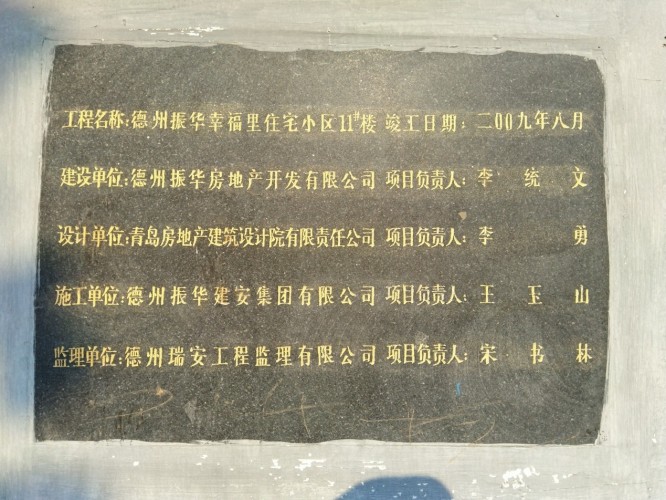 工程名称:德州振华幸福里住宅小区11#楼 竣工日期:二00九年八月
建设单位:德州振华房地产开发有限公司 项目负责人:李统文
设计单位:青岛房地产建筑设计院有限责任公司 项目负责人:李勇
施工单位:德州振华建安集团有限公司 项目负责人:王玉山
监理单位:德州瑞安工程监理有限公司 项目负责人:宋书林